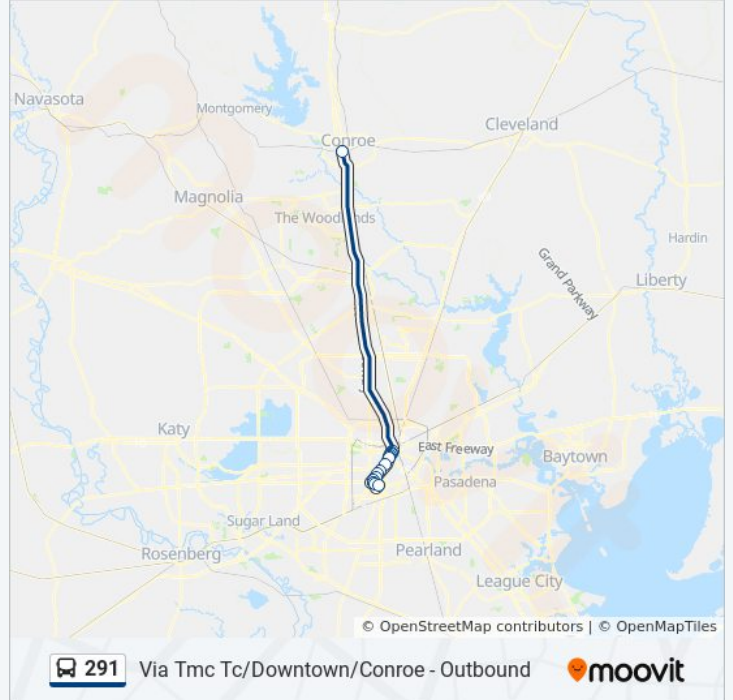 Navasota
Montgomery
Cleveland
Conroe
Magnolia
The Woodlands
Hardin
Grand Parkway
Liberty
Katy
East Freeway
Baytown
Pasadena
Sugar Land
Rosenberg
Pearland
League City
© OpenStreetMap contributors | © OpenMapTiles
291 Via Tmc Tc/Downtown/Conroe - Outbound moovit